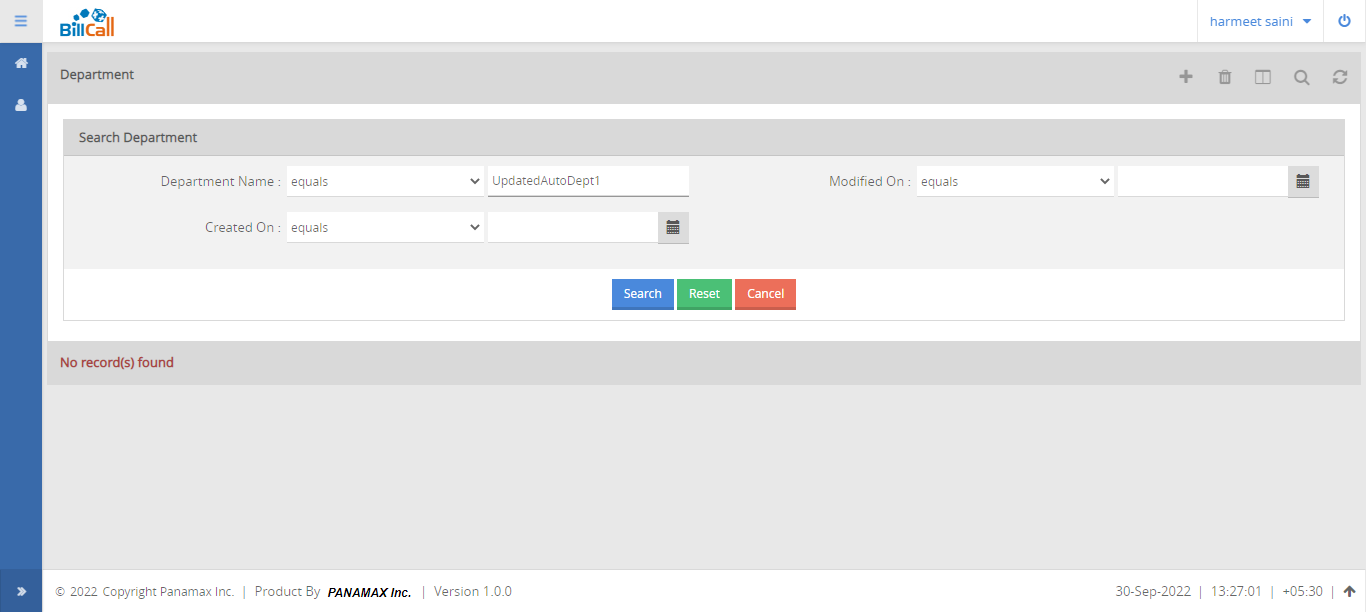 BillCall
harmeet saini
Department
Search Department
Department Name : equals UpdatedAutoDept1 Modified On : equals
Created On : equals
Search Reset Cancel
No record(s) found
© 2022 Copyright Panamax Inc. | Product By PANAMAX Inc. | Version 1.0.0 30-Sep-2022 | 13:27:01 | +05:30 |